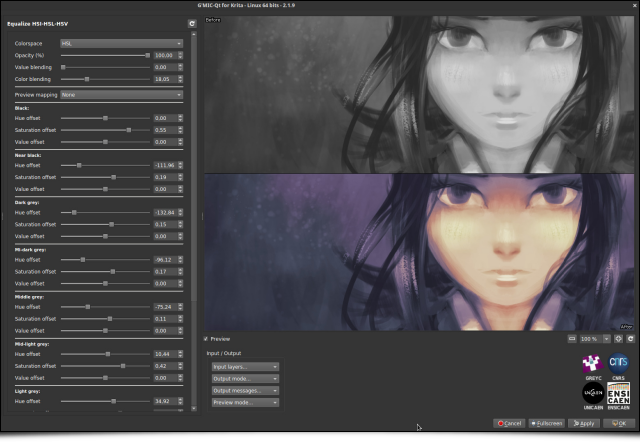 G'MIC-Qt for Krita - Linux 64 bits - 2.1.9
Equalize HSI-HSL-HSV
Colorspace HSL
Opacity (%) 100.00
Value blending 0.00
Color blending 18.05
Preview mapping None
Black:
Hue offset 0.00
Saturation offset 0.55
Value offset 0.00
Near black:
Hue offset -111.96
Saturation offset 0.19
Value offset 0.00
Dark grey:
Hue offset -132.84
Saturation offset 0.15
Value offset 0.00
Mi-dark grey:
Hue offset -96.12
Saturation offset 0.17
Value offset 0.00
Middle grey:
Hue offset -75.24
Saturation offset 0.11
Value offset 0.00
Mid-light grey:
Hue offset 10.44
Saturation offset 0.42
Value offset 0.00
Light grey:
Hue offset 34.92
Before
After
Preview
100 %
Input / Output
Input layers...
Output mode...
Output messages...
Preview mode...
GREYC
cnrs
CNRS
UNICAEN
UNICAEN
ENSI
CAEN
ENSICAEN
Cancel
Fullscreen
Apply
OK